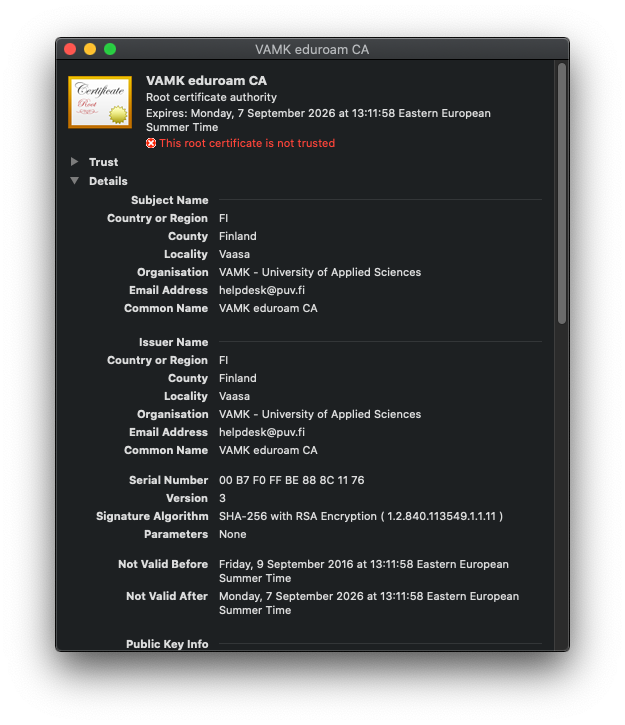 VAMK eduroam CA
Certificate
Root
VAMK eduroam CA
Root certificate authority
Expires: Monday, 7 September 2026 at 13:11:58 Eastern European
Summer Time
This root certificate is not trusted
Trust
Details
Subject Name
Country or Region FI
County Finland
Locality Vaasa
Organisation VAMK - University of Applied Sciences
Email Address helpdesk@puv.fi
Common Name VAMK eduroam CA
Issuer Name
Country or Region FI
County Finland
Locality Vaasa
Organisation VAMK - University of Applied Sciences
Email Address helpdesk@puv.fi
Common Name VAMK eduroam CA
Serial Number 00 B7 F0 FF BE 88 8C 11 76
Version 3
Signature Algorithm SHA-256 with RSA Encryption ( 1.2.840.113549.1.1.11 )
Parameters None
Not Valid Before Friday, 9 September 2016 at 13:11:58 Eastern European
Summer Time
Not Valid After Monday, 7 September 2026 at 13:11:58 Eastern European
Summer Time
Public Key Info